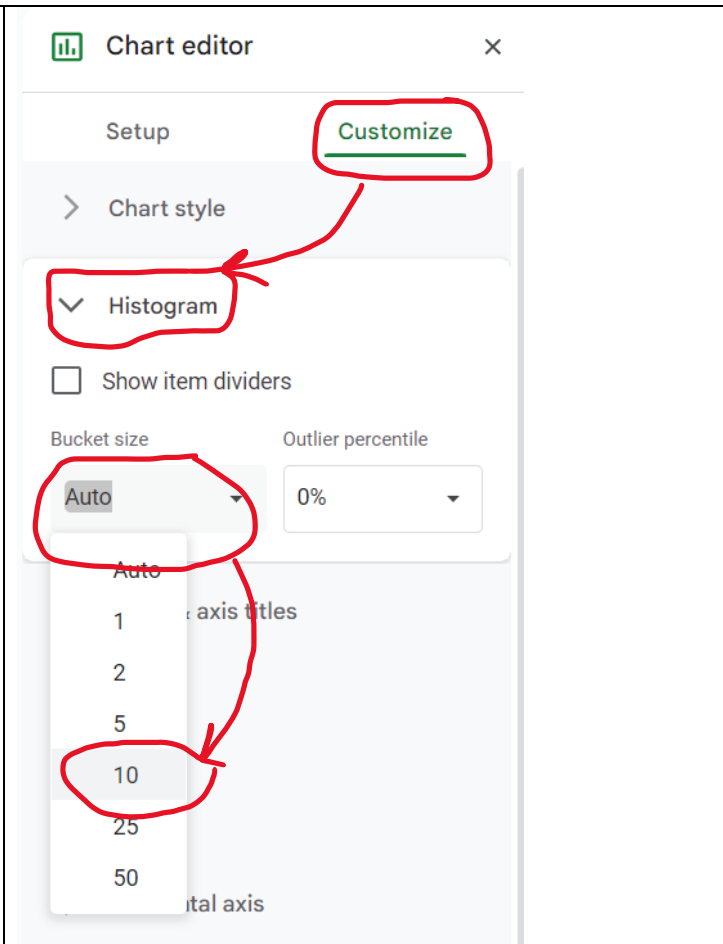 Chart editor
Setup Customize
Chart style
Histogram
Show item dividers
Bucket size Outlier percentile
Auto 0%
Auto
1
axis titles
2
5
10
25
50
tal axis